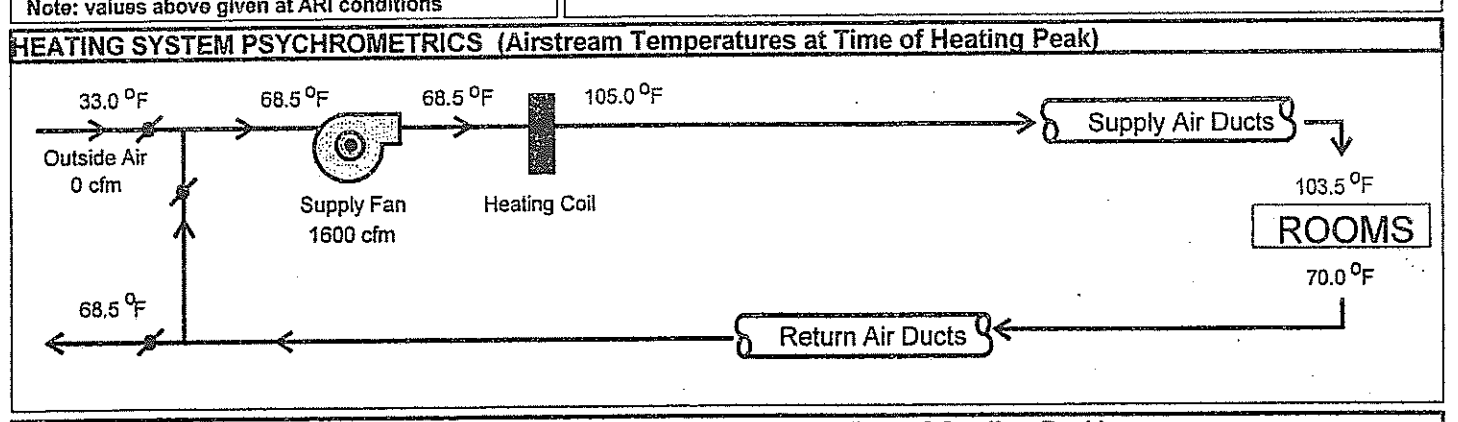 Note: values above given at ARI conditions
HEATING SYSTEM PSYCHROMETRICS (Airstream Temperatures at Time of Heating Peak)
33.0 °F
68.5 °F
68.5 °F
105.0 °F
Supply Air Ducts
Outside Air
0 cfm
Supply Fan
1600 cfm
Heating Coil
103.5 °F
ROOMS
70.0 °F
68.5 °F
Return Air Ducts